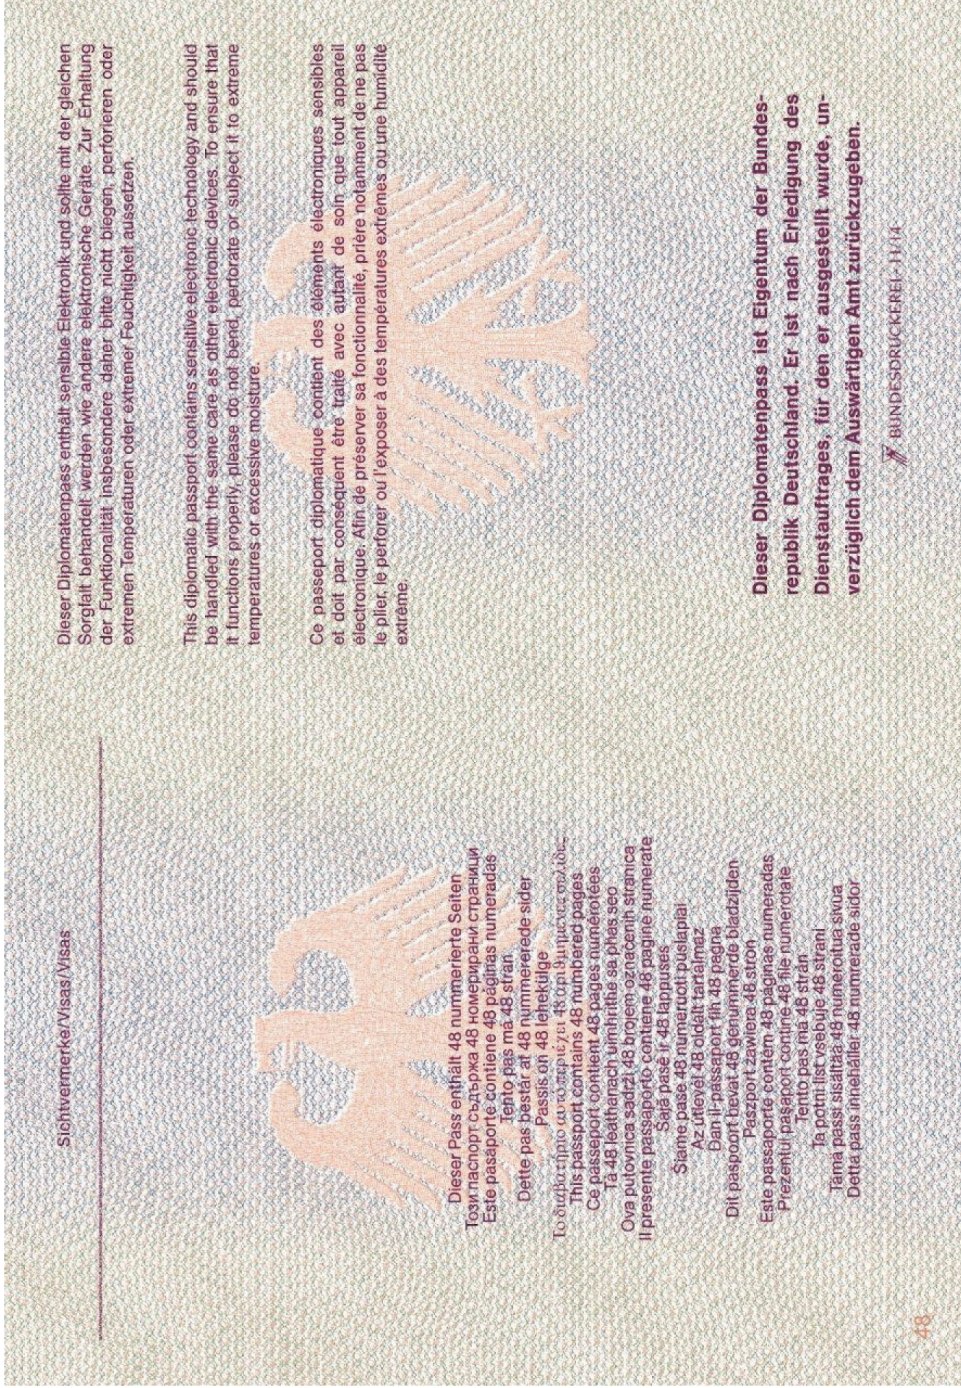 Sichtvermerke/Visas/Visas
Dieser Pass enthält 48 nummerierte Seiten
Този паспорт съдържа 48 номерирани страници
Este pasaporte contiene 48 páginas numeradas
Tento pas má 48 stran
Dette pas består af 48 nummererede sider
Passis on 48 lehekülge
Το διαβατήριο αυτό περιέχει 48 αριθμημένες σελίδες
This passport contains 48 numbered pages
Ce passeport contient 48 pages numérotées
Tá 48 leathanach uimhrithe sa phas seo
Ova putovnica sadrži 48 brojem označenih stranica
Il presente passaporto contiene 48 pagine numerate
Šajā pasē ir 48 lappuses
Šiame pase 48 numeruoti puslapiai
Az útlevél 48 oldalt tartalmaz
Dan il-passaport fih 48 paġna
Dit paspoort bevat 48 genummerde bladzijden
Paszport zawiera 48 stron
Este passaporte contém 48 páginas numeradas
Prezentul paşaport conţine 48 file numerotate
Tento pas má 48 strán
Ta potni list vsebuje 48 strani
Tämä passi sisältää 48 numeroitua sivua
Detta pass innehåller 48 numrerade sidor
48
Dieser Diplomatenpass enthält sensible Elektronik und sollte mit der gleichen
Sorgfalt behandelt werden wie andere elektronische Geräte. Zur Erhaltung
der Funktionalität insbesondere daher bitte nicht biegen, perforieren oder
extremen Temperaturen oder extremer Feuchtigkeit aussetzen.
This diplomatic passport contains sensitive electronic technology and should
be handled with the same care as other electronic devices. To ensure that
it functions properly, please do not bend, perforate or subject it to extreme
temperatures or excessive moisture.
Ce passeport diplomatique contient des éléments électroniques sensibles
et doit par conséquent être traité avec autant de soin que tout appareil
électronique. Afin de préserver sa fonctionnalité, prière notamment de ne pas
le plier, le perforer ou l'exposer à des températures extrêmes ou une humidité
extrême.
Dieser Diplomatenpass ist Eigentum der Bundes-
republik Deutschland. Er ist nach Erledigung des
Dienstauftrages, für den er ausgestellt wurde, un-
verzüglich dem Auswärtigen Amt zurückzugeben.
BUNDESDRUCKEREI - 11/14